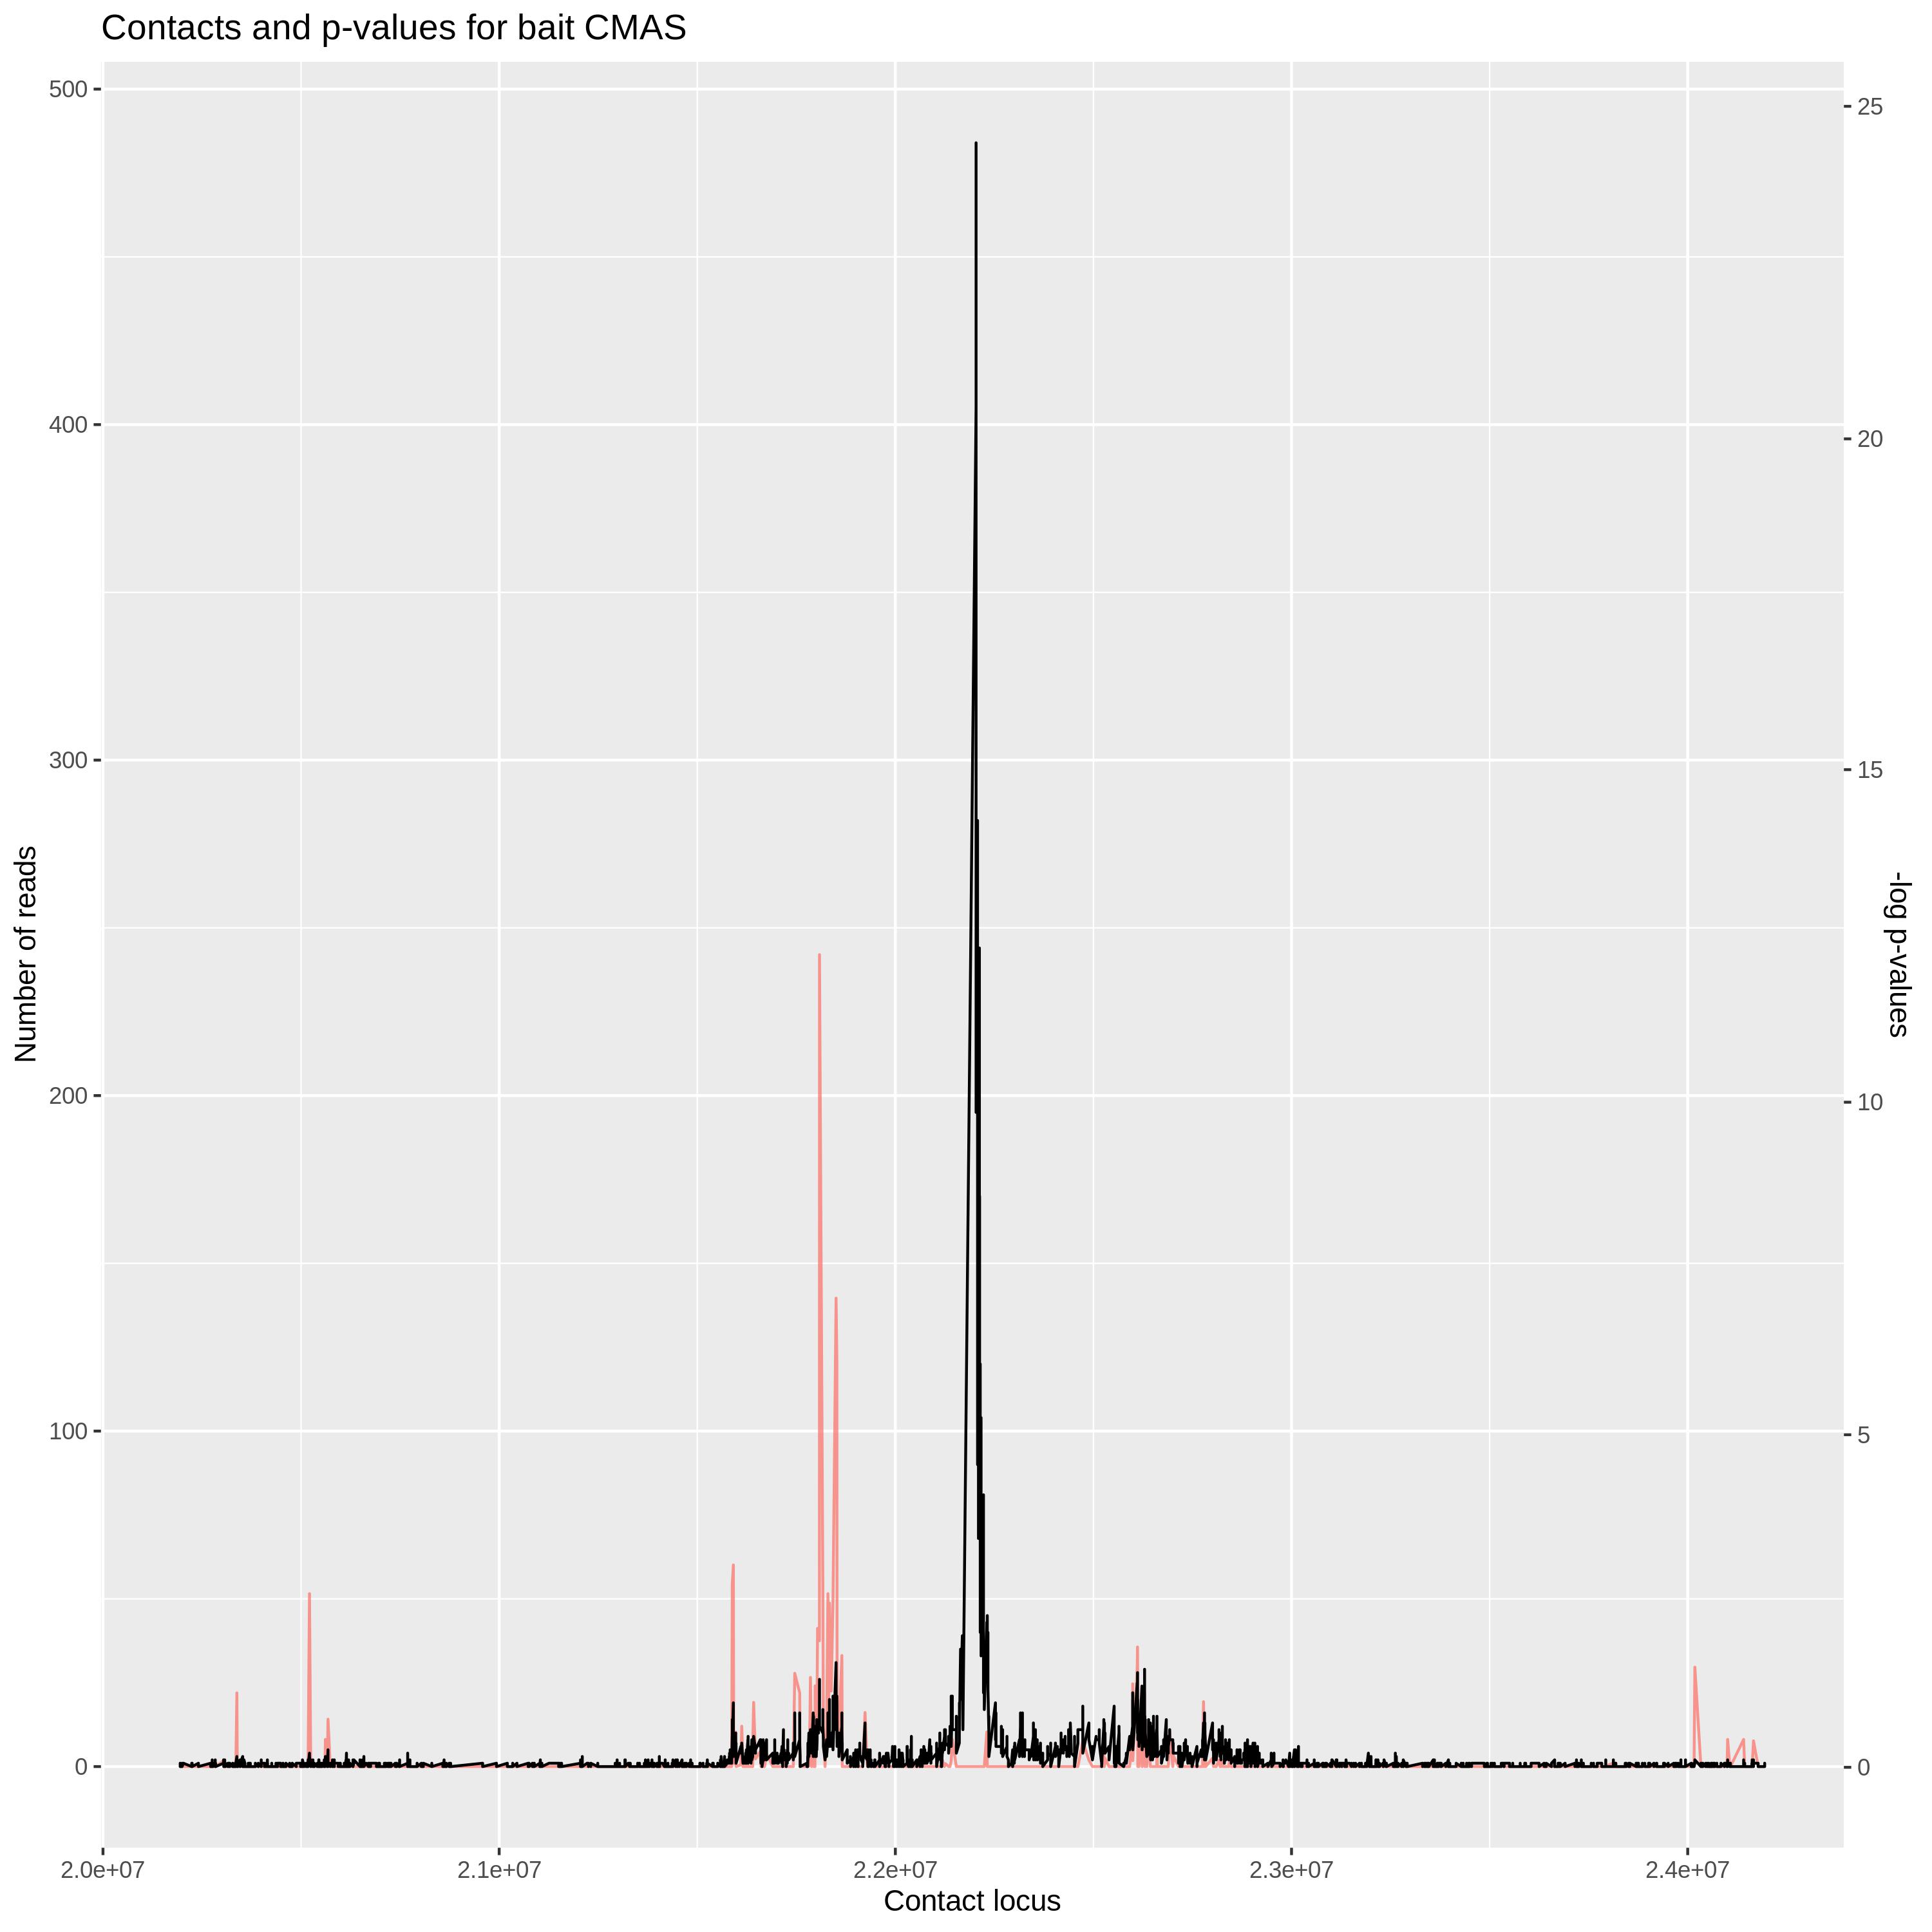 Contacts and p-values for bait CMAS
500
400
300
200
100
0
Number of reads
25
20
15
10
5
0
-log p-values
2.0e+07
2.1e+07
2.2e+07
2.3e+07
2.4e+07
Contact locus